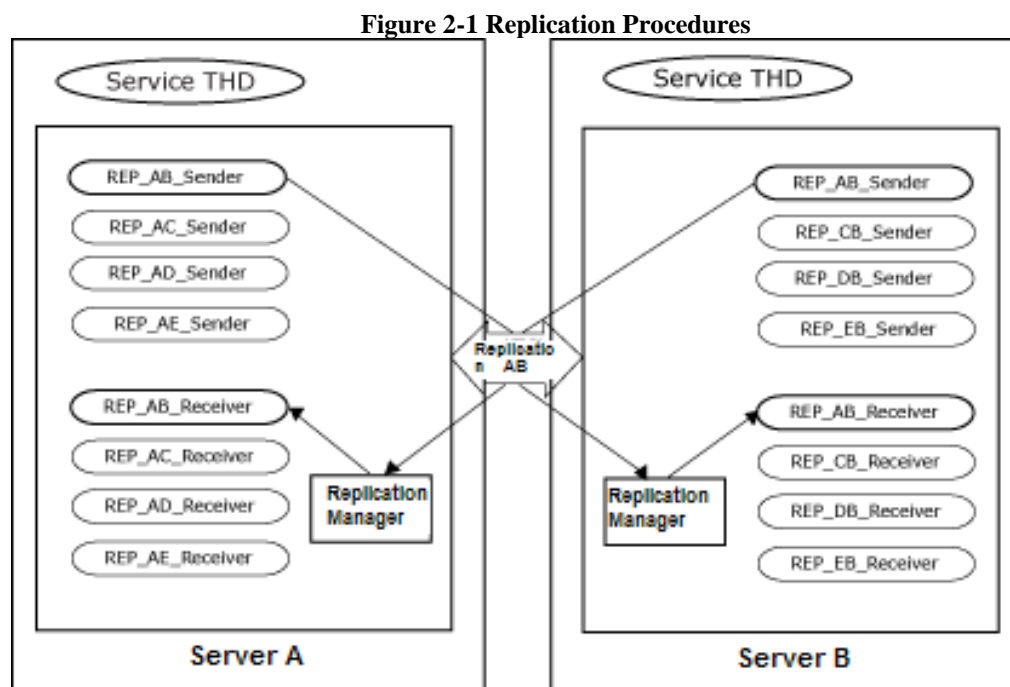 Figure 2-1 Replication Procedures
Service THD
REP_AB_Sender
REP_AC_Sender
REP_AD_Sender
REP_AE_Sender
REP_AB_Receiver
REP_AC_Receiver
REP_AD_Receiver
REP_AE_Receiver
Replication
Manager
Server A
Replicatio
n AB
Service THD
REP_AB_Sender
REP_CB_Sender
REP_DB_Sender
REP_EB_Sender
REP_AB_Receiver
REP_CB_Receiver
REP_DB_Receiver
REP_EB_Receiver
Replication
Manager
Server B